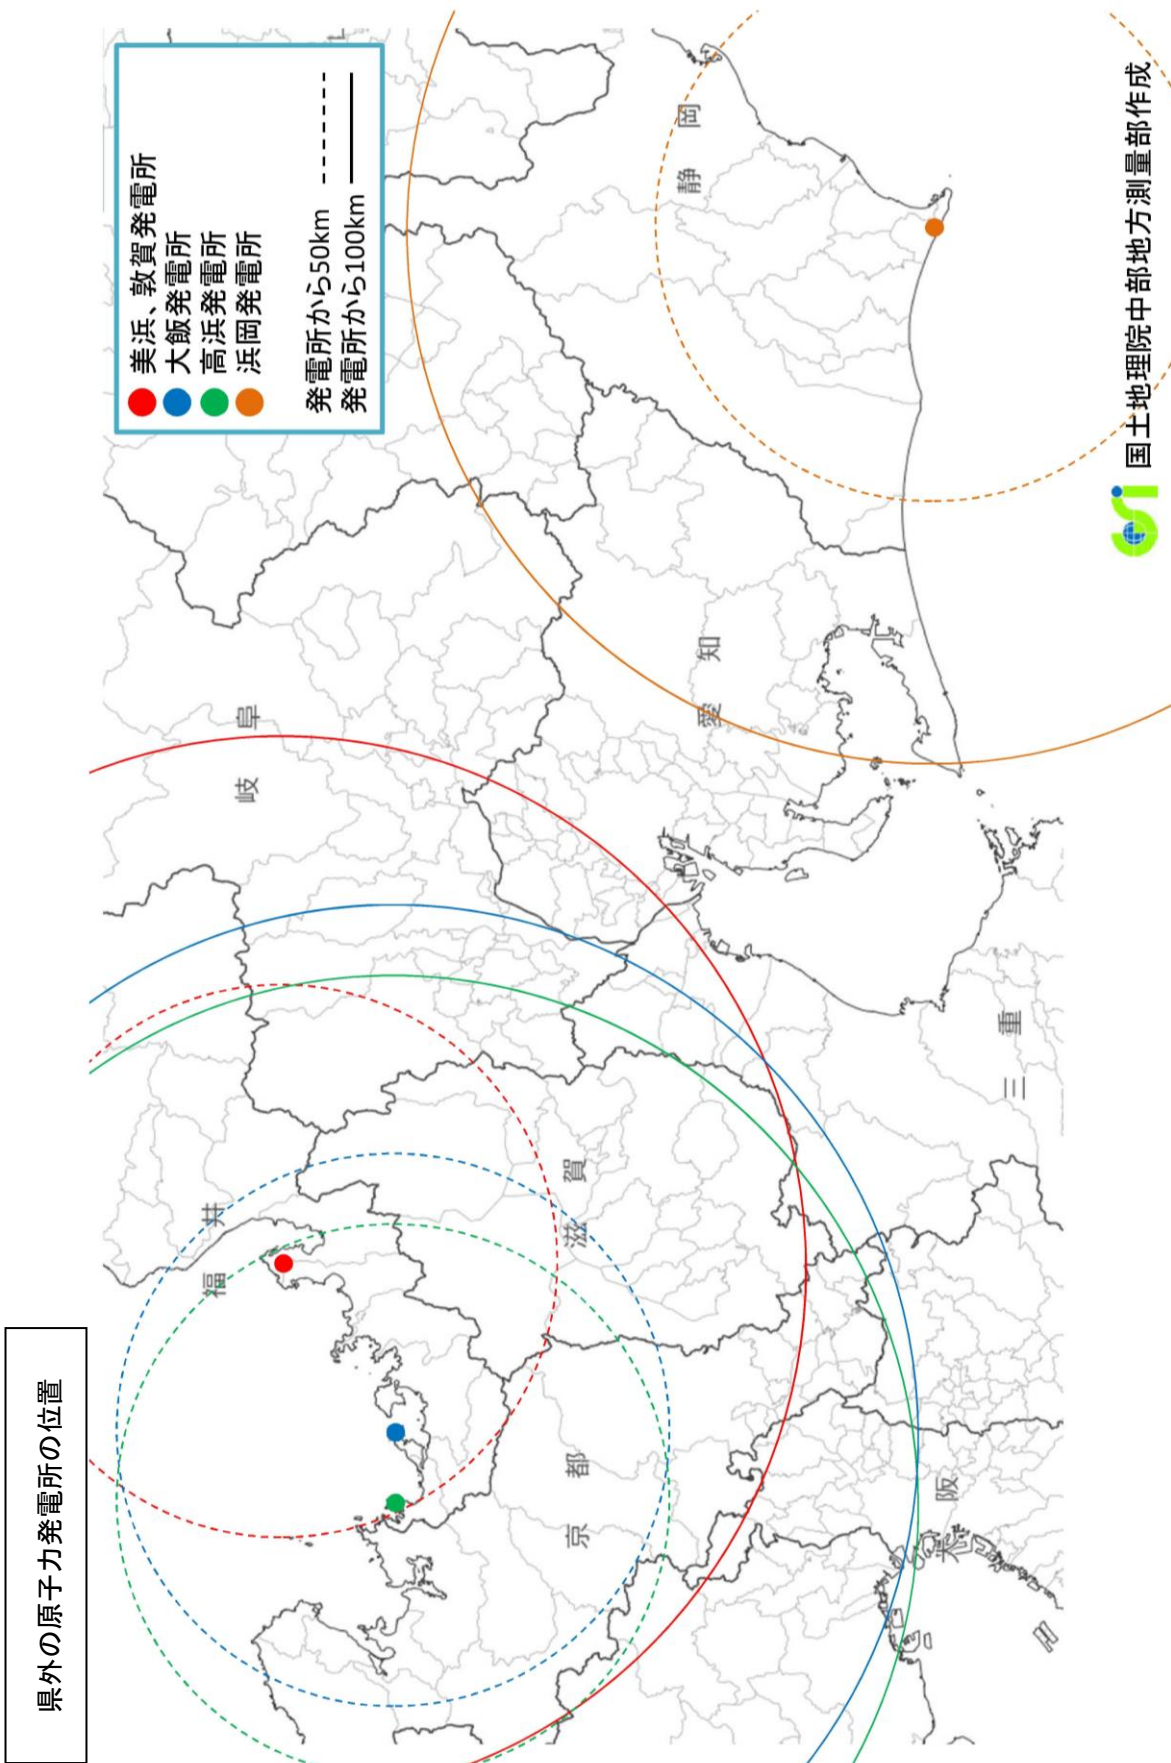 県外の原子力発電所の位置
美浜、敦賀発電所
大飯発電所
高浜発電所
浜岡発電所
発電所から50km
発電所から100km
福井
岐阜
静岡
愛知
滋賀
京都
三重
大阪
国土地理院中部地方測量部作成